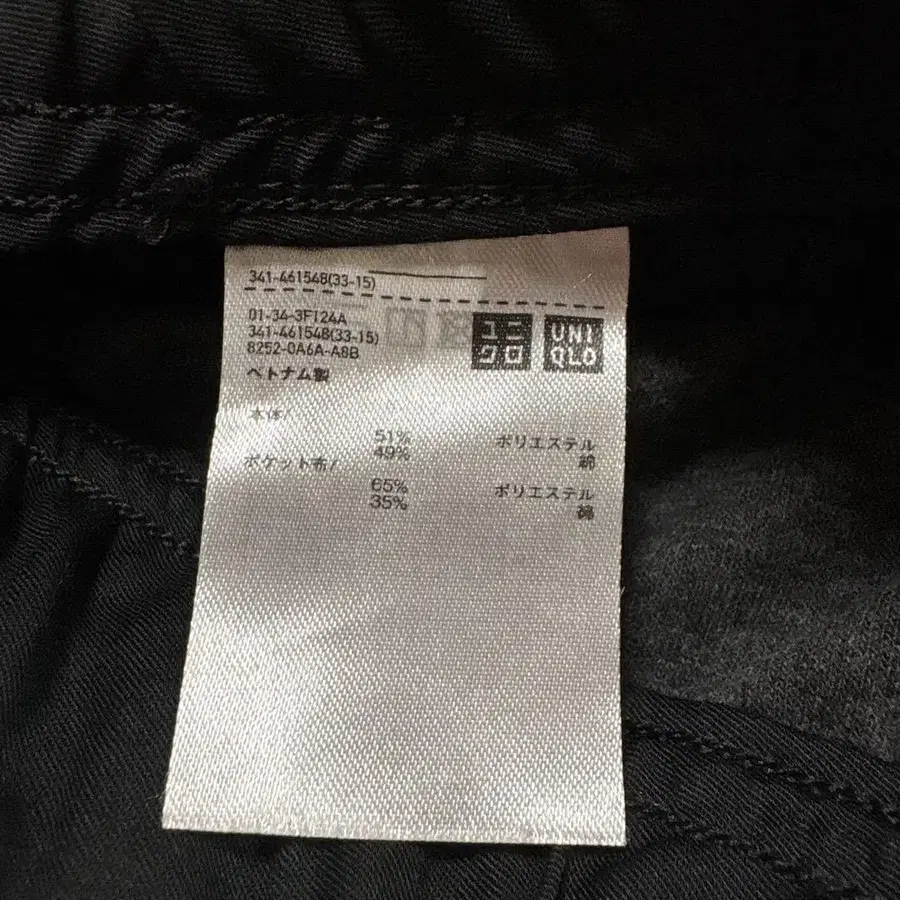 341-461548(33-15)
01-34-3F124A
341-461548(33-15)
8252-0A6A-A8B
ベトナム製
ユニ
クロ
UNI
QLO
本体/
51% ポリエステル
49% 綿
ポケット布/
65% ポリエステル
35% 綿